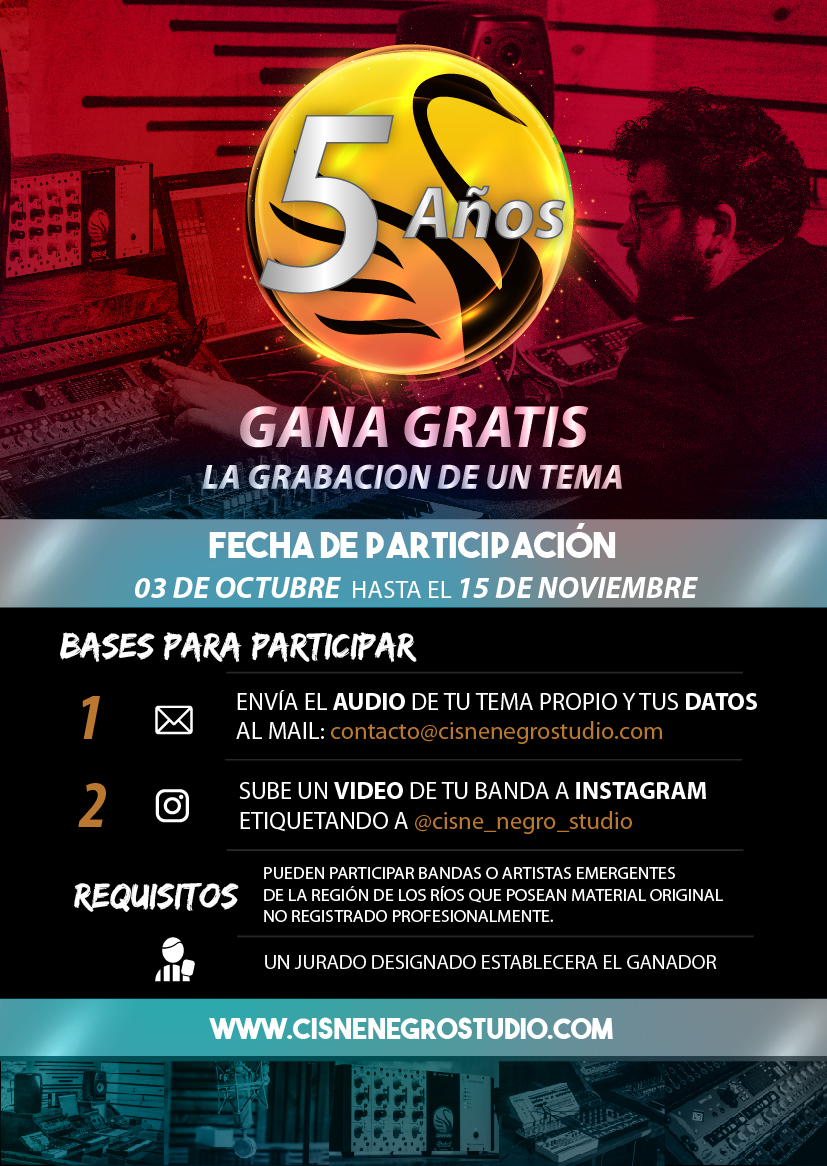 5 Años
GANA GRATIS
LA GRABACION DE UN TEMA
FECHA DE PARTICIPACIÓN
03 DE OCTUBRE HASTA EL 15 DE NOVIEMBRE
BASES PARA PARTICIPAR
1
ENVÍA EL AUDIO DE TU TEMA PROPIO Y TUS DATOS
AL MAIL: contacto@cisnenegrostudio.com
2
SUBE UN VIDEO DE TU BANDA A INSTAGRAM
ETIQUETANDO A @cisne_negro_studio
REQUISITOS
PUEDEN PARTICIPAR BANDAS O ARTISTAS EMERGENTES
DE LA REGIÓN DE LOS RÍOS QUE POSEAN MATERIAL ORIGINAL
NO REGISTRADO PROFESIONALMENTE.
UN JURADO DESIGNADO ESTABLECERA EL GANADOR
WWW.CISNENEGROSTUDIO.COM